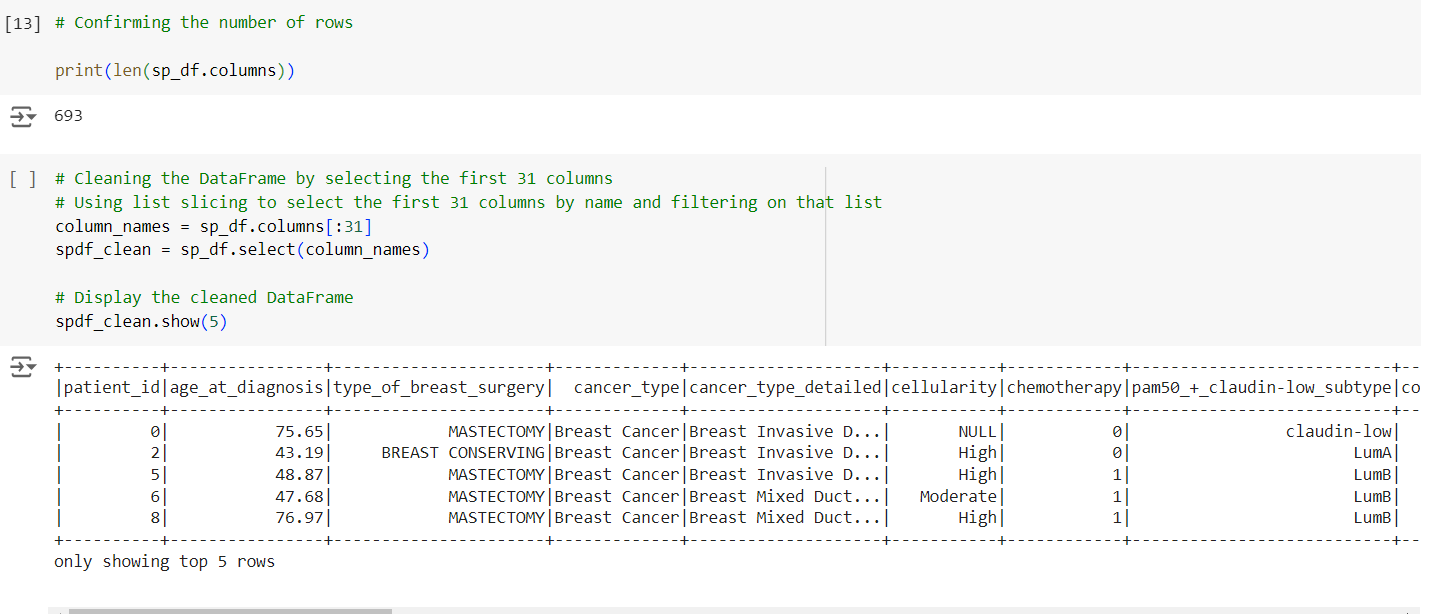 [13] # Confirming the number of rows
print(len(sp_df.columns))
693
[ ] # Cleaning the DataFrame by selecting the first 31 columns
# Using list slicing to select the first 31 columns by name and filtering on that list
column_names = sp_df.columns[:31]
spdf_clean = sp_df.select(column_names)
# Display the cleaned DataFrame
spdf_clean.show(5)
+----------+----------------+----------------------+-------------+--------------------+-----------+------------+--------------------------+--
|patient_id|age_at_diagnosis|type_of_breast_surgery|  cancer_type|cancer_type_detailed|cellularity|chemotherapy|pam50_+_claudin-low_subtype|co
+----------+----------------+----------------------+-------------+--------------------+-----------+------------+--------------------------+--
|         0|           75.65|            MASTECTOMY|Breast Cancer|Breast Invasive D...|       NULL|           0|               claudin-low|
|         2|           43.19|     BREAST CONSERVING|Breast Cancer|Breast Invasive D...|       High|           0|                      LumA|
|         5|           48.87|            MASTECTOMY|Breast Cancer|Breast Invasive D...|       High|           1|                      LumB|
|         6|           47.68|            MASTECTOMY|Breast Cancer|Breast Mixed Duct...|   Moderate|           1|                      LumB|
|         8|           76.97|            MASTECTOMY|Breast Cancer|Breast Mixed Duct...|       High|           1|                      LumB|
+----------+----------------+----------------------+-------------+--------------------+-----------+------------+--------------------------+--
only showing top 5 rows